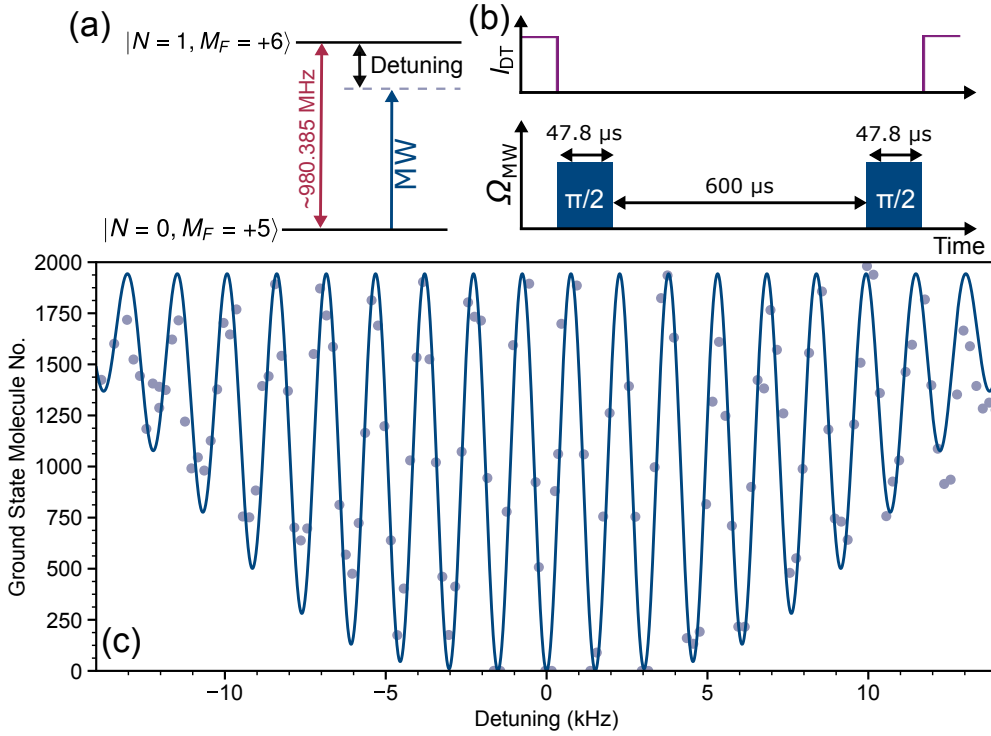 (a)
|N = 1, M_F = +6⟩
Detuning
~980.385 MHz
MW
|N = 0, M_F = +5⟩
(b)
I_DT
47.8 μs
47.8 μs
Ω_MW
π/2
600 μs
π/2
Time
2000
1750
1500
1250
1000
750
500
250
0
Ground State Molecule No.
(c)
−10
−5
0
5
10
Detuning (kHz)